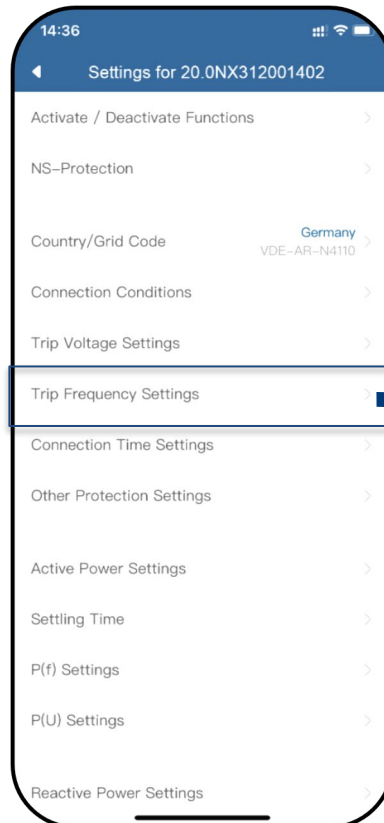 14:36
Settings for 20.0NX312001402
Activate / Deactivate Functions
NS-Protection
Country/Grid Code
Germany
VDE-AR-N4110
Connection Conditions
Trip Voltage Settings
Trip Frequency Settings
Connection Time Settings
Other Protection Settings
Active Power Settings
Settling Time
P(f) Settings
P(U) Settings
Reactive Power Settings